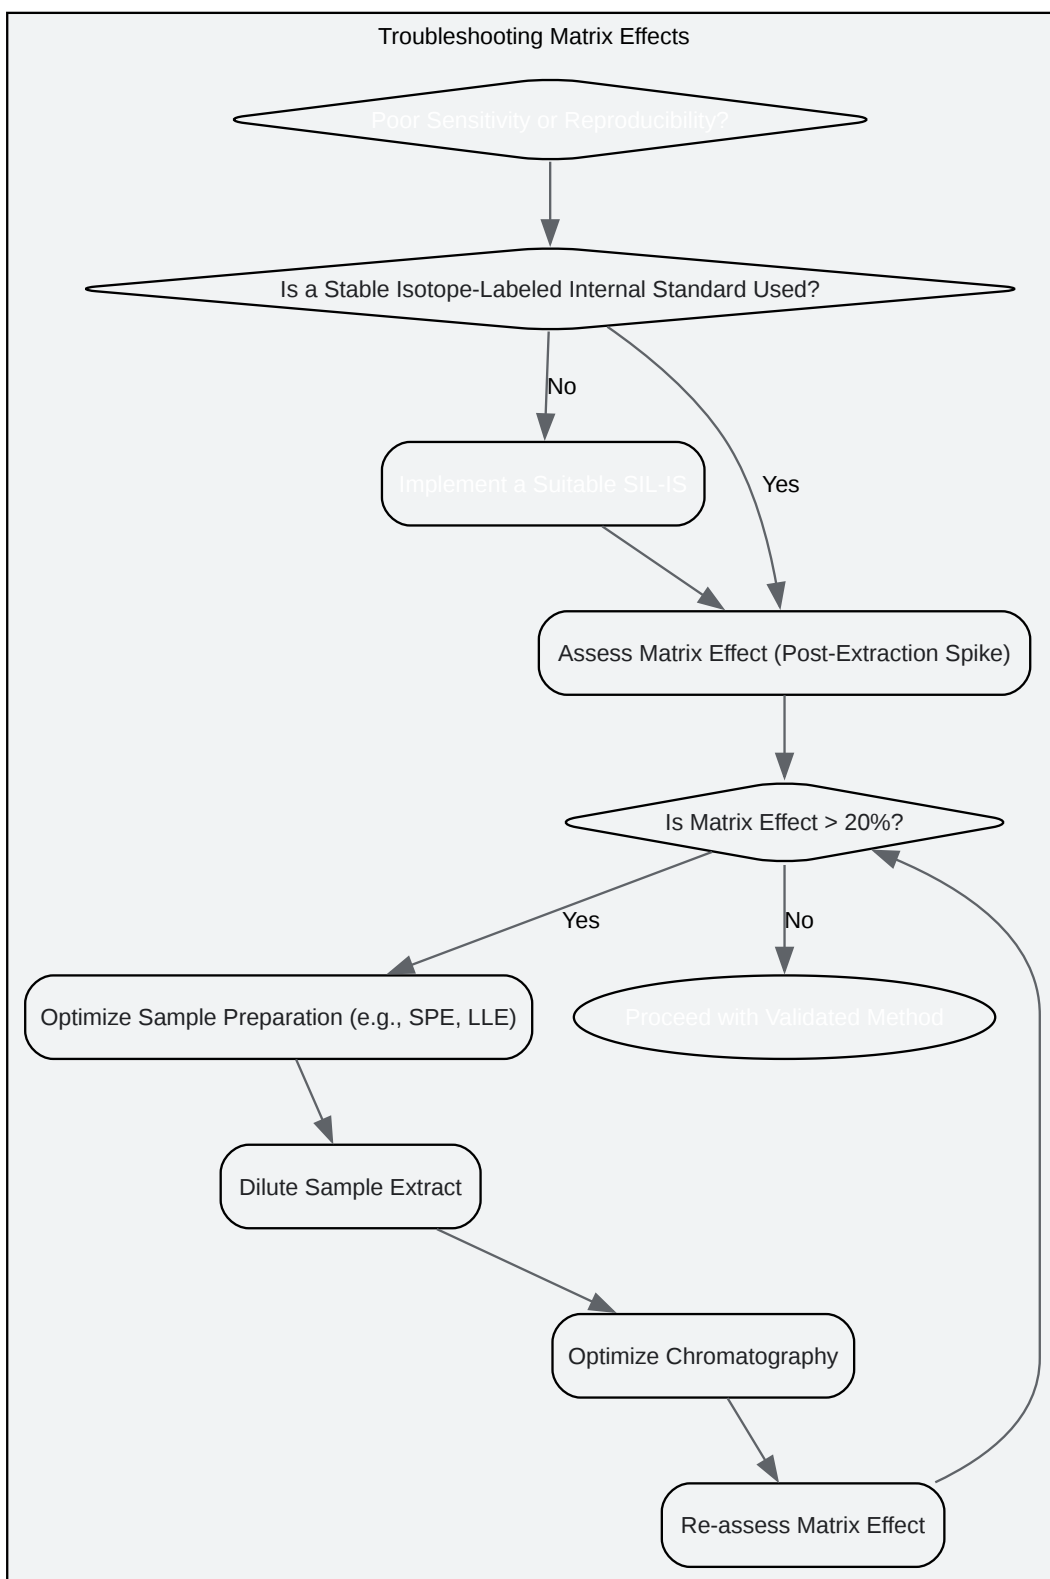 Troubleshooting Matrix Effects
Poor Sensitivity or Reproducibility?
Is a Stable Isotope-Labeled Internal Standard Used?
No
Implement a Suitable SIL-IS
Yes
Assess Matrix Effect (Post-Extraction Spike)
Is Matrix Effect > 20%?
Yes
No
Optimize Sample Preparation (e.g., SPE, LLE)
Proceed with Validated Method
Dilute Sample Extract
Optimize Chromatography
Re-assess Matrix Effect